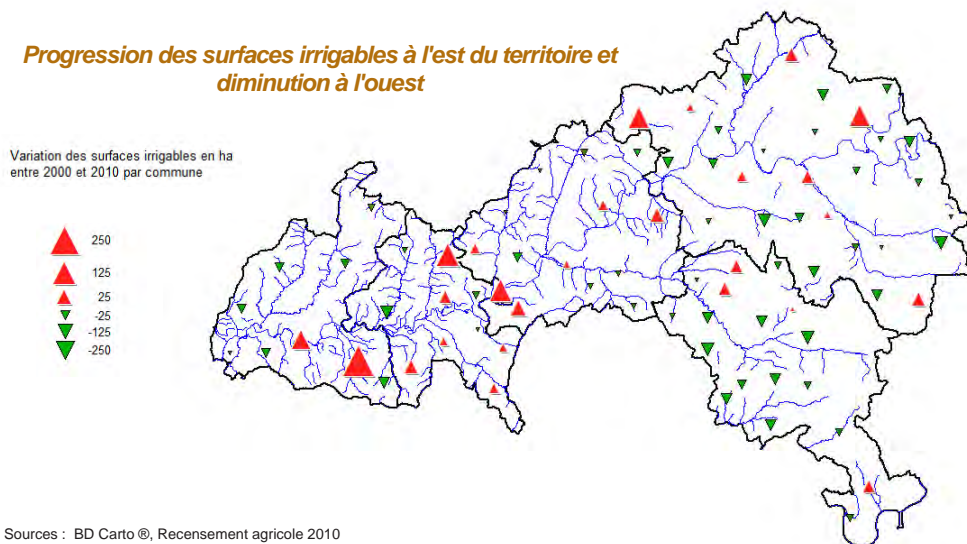 Progression des surfaces irrigables à l'est du territoire et
diminution à l'ouest
Variation des surfaces irrigables en ha
entre 2000 et 2010 par commune
250
125
25
-25
-125
-250
Sources : BD Carto ®, Recensement agricole 2010